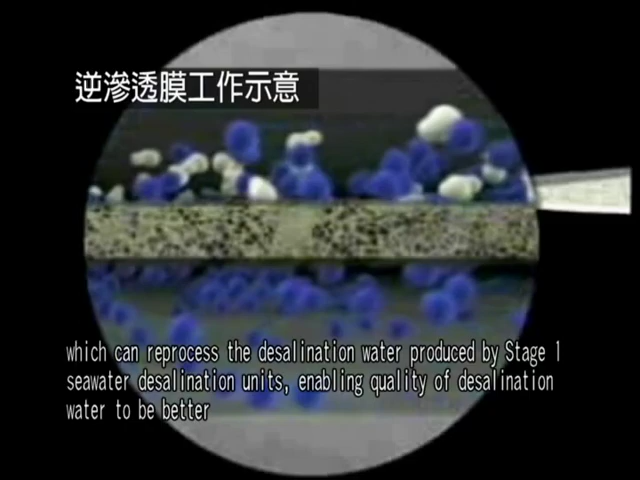 逆滲透膜工作示意
which can reprocess the desalination water produced by Stage 1
seawater desalination units, enabling quality of desalination
water to be better